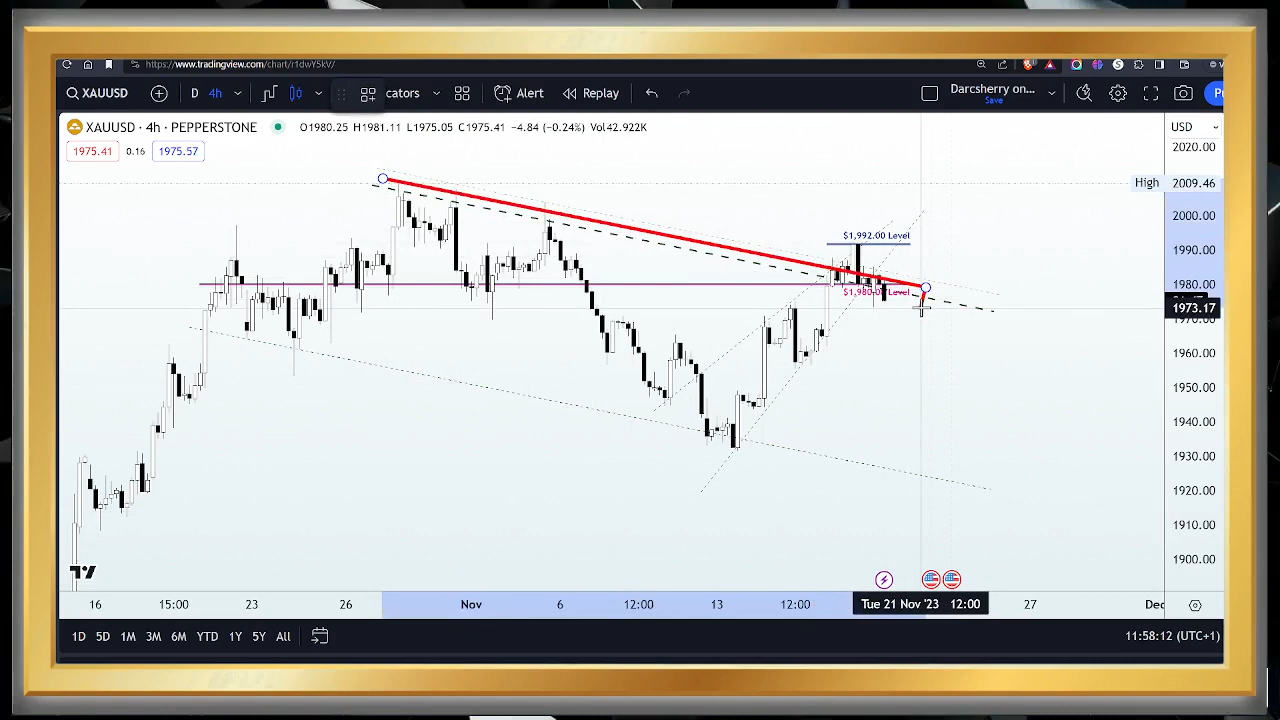 https://www.tradingview.com/chart/r1dwY5kV/
XAUUSD D 4h cators Alert Replay Darcsherry on... Save
XAUUSD · 4h · PEPPERSTONE O1980.25 H1981.11 L1975.05 C1975.41 −4.84 (−0.24%) Vol42.922K
1975.41 0.16 1975.57
USD
2020.00
High 2009.46
2000.00
1990.00
1980.00
1973.17
1960.00
1950.00
1940.00
1930.00
1920.00
1910.00
1900.00
$1,992.00 Level
$1,980.00 Level
16 15:00 23 26 Nov 6 12:00 13 12:00 Tue 21 Nov '23 12:00 27 Dec
1D 5D 1M 3M 6M YTD 1Y 5Y All 11:58:12 (UTC+1)